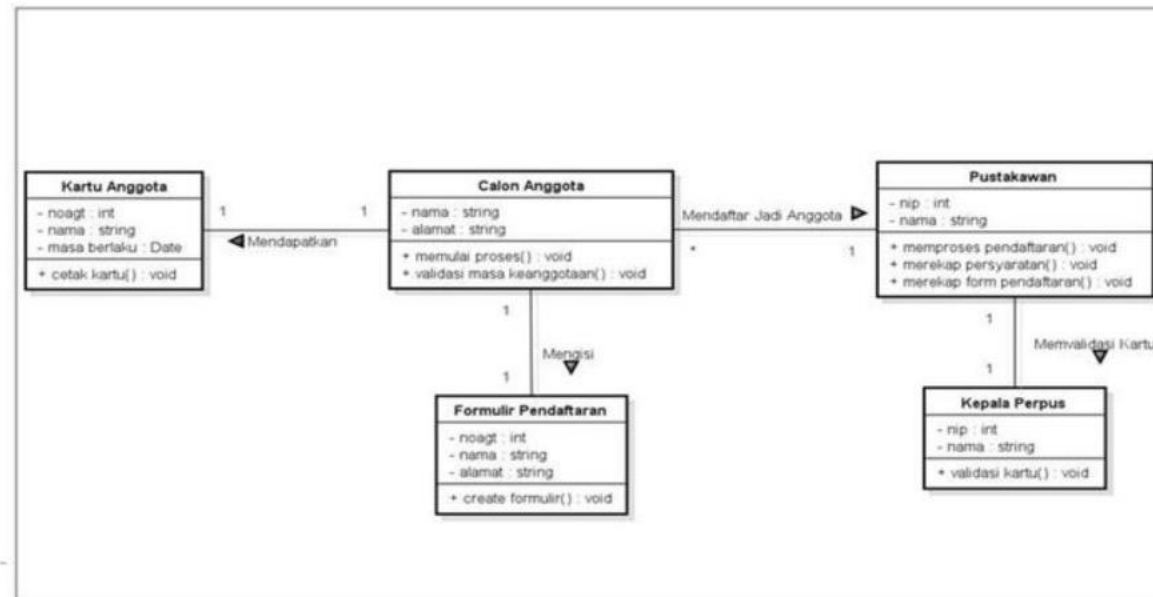 Kartu Anggota
- noagt : int
- nama : string
- masa berlaku : Date
+ cetak kartu() : void
1
1
Mendapatkan
Calon Anggota
- nama : string
- alamat : string
+ memulai proses() : void
+ validasi masa keanggotaan() : void
Mendaftar Jadi Anggota
*
1
Pustakawan
- nip : int
- nama : string
+ memproses pendaftaran() : void
+ merekap persyaratan() : void
+ merekap form pendaftaran() : void
1
Mengisi
1
Formulir Pendaftaran
- noagt : int
- nama : string
- alamat : string
+ create formulir() : void
1
Memvalidasi Kartu
1
Kepala Perpus
- nip : int
- nama : string
+ validasi kartu() : void